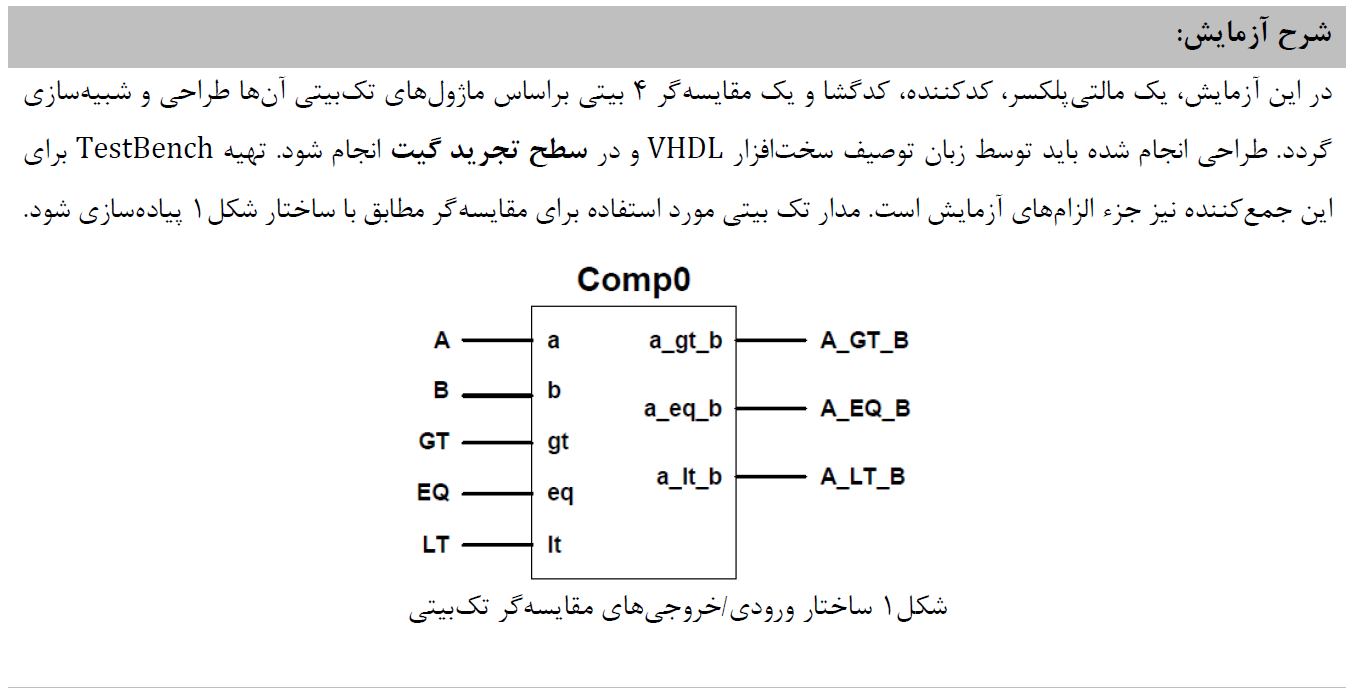 شرح آزمایش:
در این آزمایش، یک مالتی‌پلکسر، کدکننده، کدگشا و یک مقایسه‌گر ۴ بیتی براساس ماژول‌های تک‌بیتی آن‌ها طراحی و شبیه‌سازی
گردد. طراحی انجام شده باید توسط زبان توصیف سخت‌افزار VHDL و در سطح تجرید گیت انجام شود. تهیه TestBench برای
این جمع‌کننده نیز جزء الزام‌های آزمایش است. مدار تک بیتی مورد استفاده برای مقایسه‌گر مطابق با ساختار شکل۱ پیاده‌سازی شود.
Comp0
A a a_gt_b A_GT_B
B b
a_eq_b A_EQ_B
GT gt
a_lt_b A_LT_B
EQ eq
LT lt
شکل۱ ساختار ورودی/خروجی‌های مقایسه‌گر تک‌بیتی